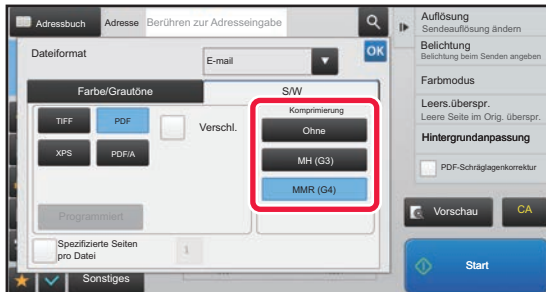 Adressbuch
Adresse
Berühren zur Adresseingabe
Dateiformat
E-mail
OK
Farbe/Grautöne
S/W
TIFF
PDF
Verschl.
XPS
PDF/A
Komprimierung
Ohne
MH (G3)
MMR (G4)
Programmiert
Spezifizierte Seiten
pro Datei
1
Sonstiges
Auflösung
Sendeauflösung ändern
Belichtung
Belichtung beim Senden angeben
Farbmodus
Leers.überspr.
Leere Seite im Orig. überspr.
Hintergrundanpassung
PDF-Schräglagenkorrektur
Vorschau
CA
Start